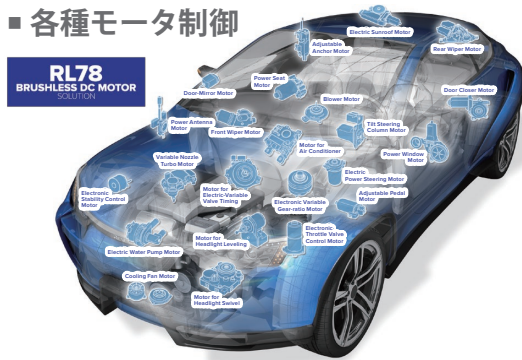 ■ 各種モータ制御
RL78
BRUSHLESS DC MOTOR
SOLUTION
Electric Sunroof Motor
Adjustable
Anchor Motor
Rear Wiper Motor
Power Seat
Motor
Door-Mirror Motor
Door Closer Motor
Blower Motor
Power Antenna
Motor
Front Wiper Motor
Tilt Steering
Column Motor
Motor for
Air Conditioner
Power Window
Motor
Variable Nozzle
Turbo Motor
Electric
Power Steering Motor
Electronic
Stability Control
Motor
Motor for
Electric-Variable
Valve Timing
Electronic Variable
Gear-ratio Motor
Adjustable Pedal
Motor
Motor for
Headlight Leveling
Electronic
Throttle Valve
Control Motor
Electric Water Pump Motor
Cooling Fan Motor
Motor for
Headlight Swivel